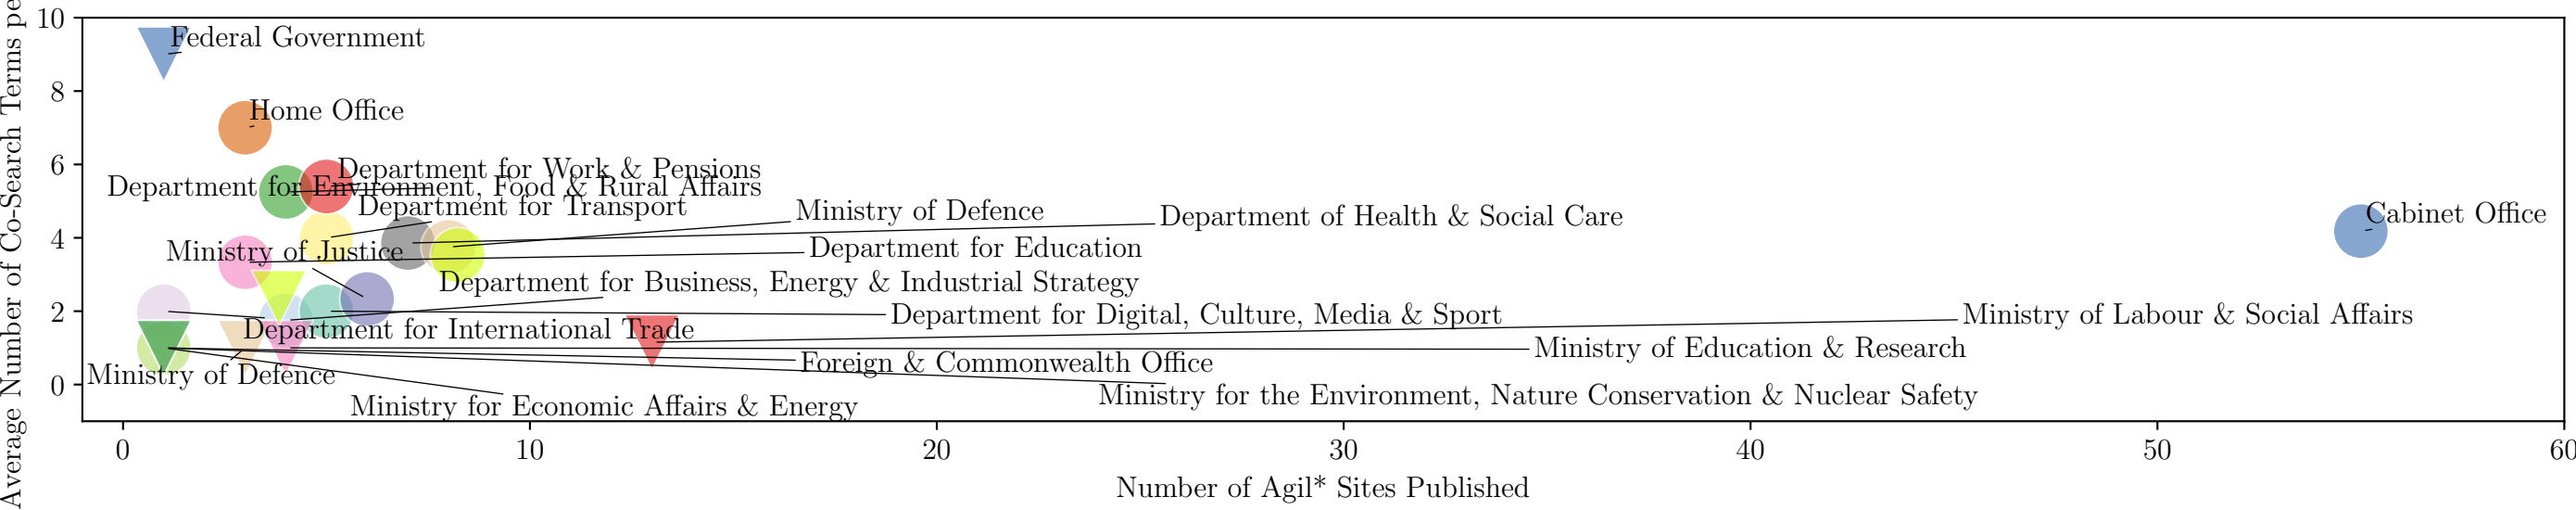 Average Number of Co-Search Terms pe
10
8
6
4
2
0
Federal Government
Home Office
Department for Work & Pensions
Department for Environment, Food & Rural Affairs
Department for Transport
Ministry of Defence
Department of Health & Social Care
Cabinet Office
Ministry of Justice
Department for Education
Department for Business, Energy & Industrial Strategy
Department for Digital, Culture, Media & Sport
Ministry of Labour & Social Affairs
Department for International Trade
Ministry of Education & Research
Foreign & Commonwealth Office
Ministry of Defence
Ministry for the Environment, Nature Conservation & Nuclear Safety
Ministry for Economic Affairs & Energy
0 10 20 30 40 50 60
Number of Agil* Sites Published